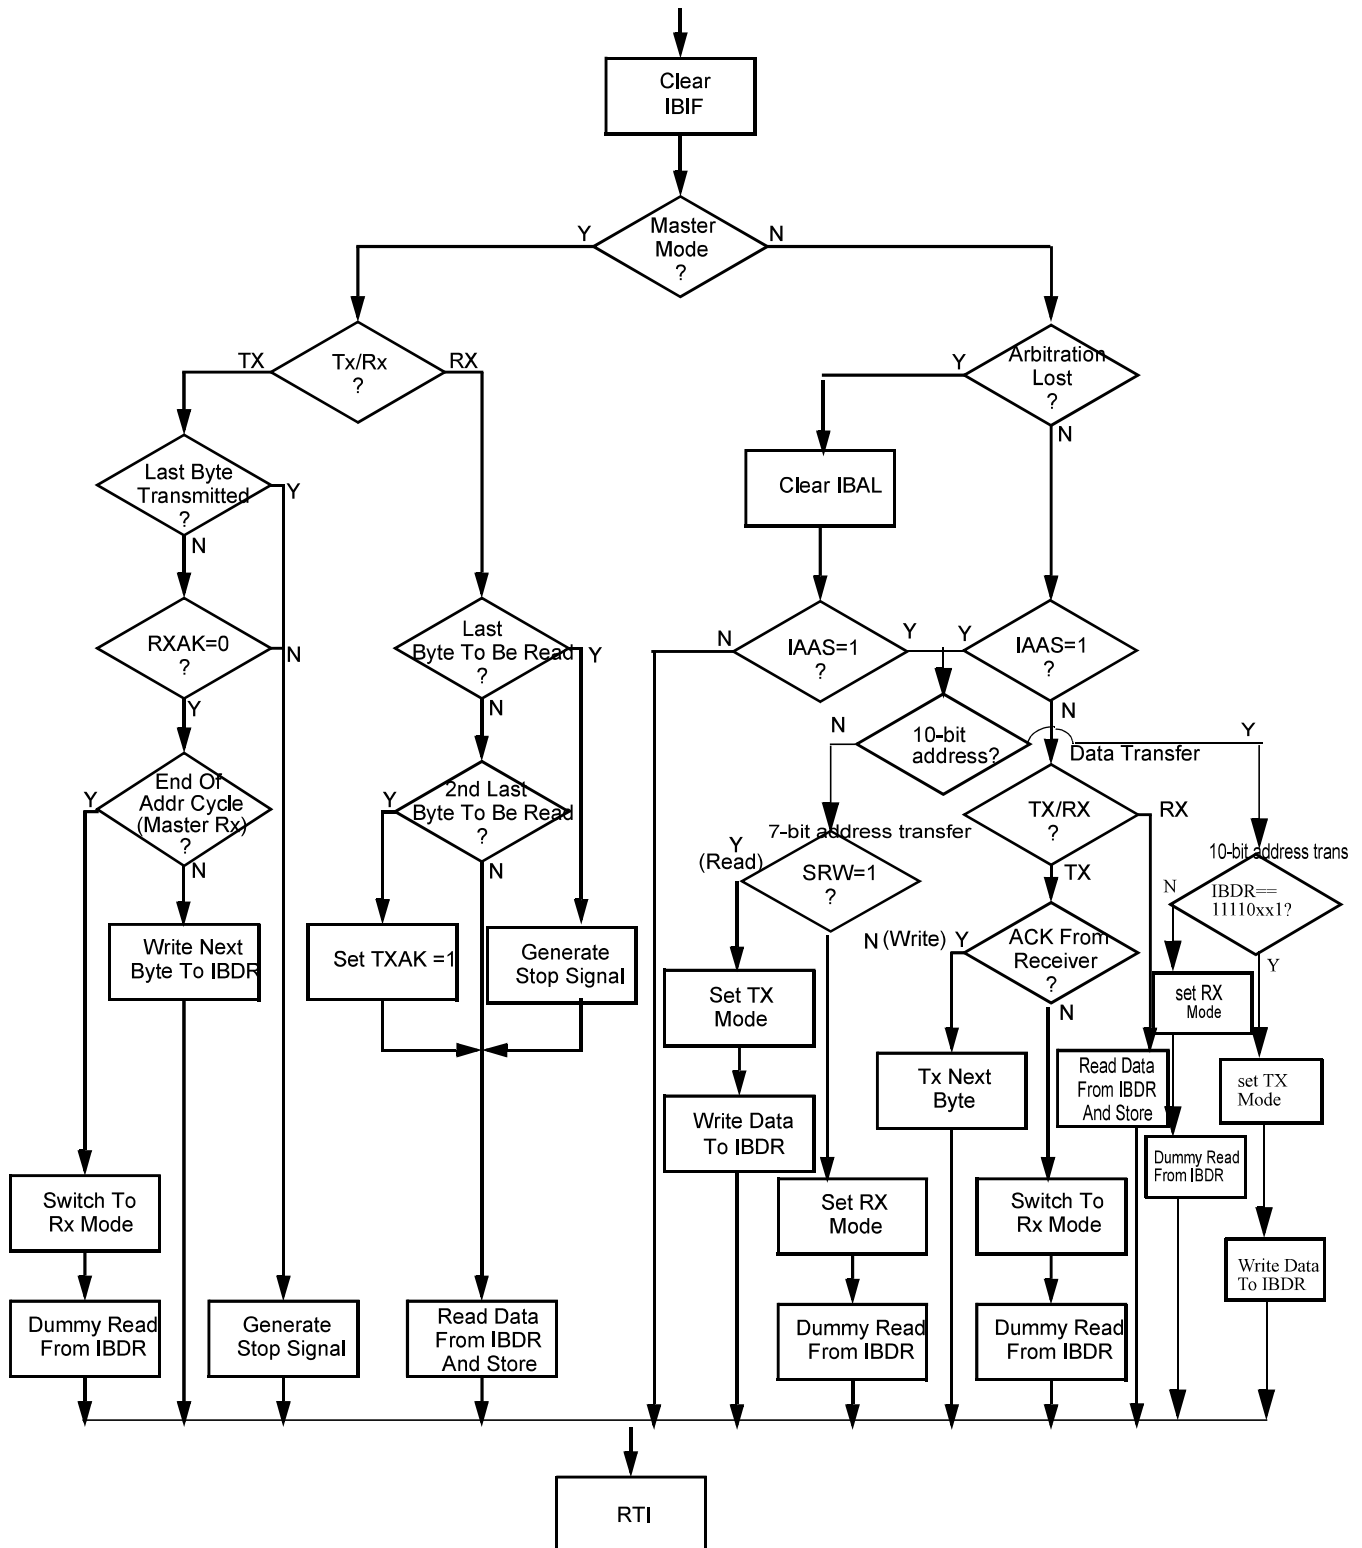 Clear
IBIF
Master
Mode
?
Y
N
Tx/Rx
?
TX
RX
Arbitration
Lost
?
Y
N
Last Byte
Transmitted
?
Y
N
Clear IBAL
RXAK=0
?
N
Y
Last
Byte To Be Read
?
Y
N
IAAS=1
?
N
Y
IAAS=1
?
Y
N
10-bit
address?
N
Y
Data Transfer
End Of
Addr Cycle
(Master Rx)
?
Y
N
2nd Last
Byte To Be Read
?
Y
N
7-bit address transfer
SRW=1
?
Y
(Read)
N (Write)
TX/RX
?
RX
TX
10-bit address trans
IBDR==
11110xx1?
N
Y
Write Next
Byte To IBDR
Set TXAK =1
Generate
Stop Signal
Set TX
Mode
ACK From
Receiver
?
Y
N
set RX
Mode
Tx Next
Byte
Read Data
From IBDR
And Store
set TX
Mode
Write Data
To IBDR
Dummy Read
From IBDR
Switch To
Rx Mode
Set RX
Mode
Switch To
Rx Mode
Write Data
To IBDR
Dummy Read
From IBDR
Generate
Stop Signal
Read Data
From IBDR
And Store
Dummy Read
From IBDR
Dummy Read
From IBDR
RTI